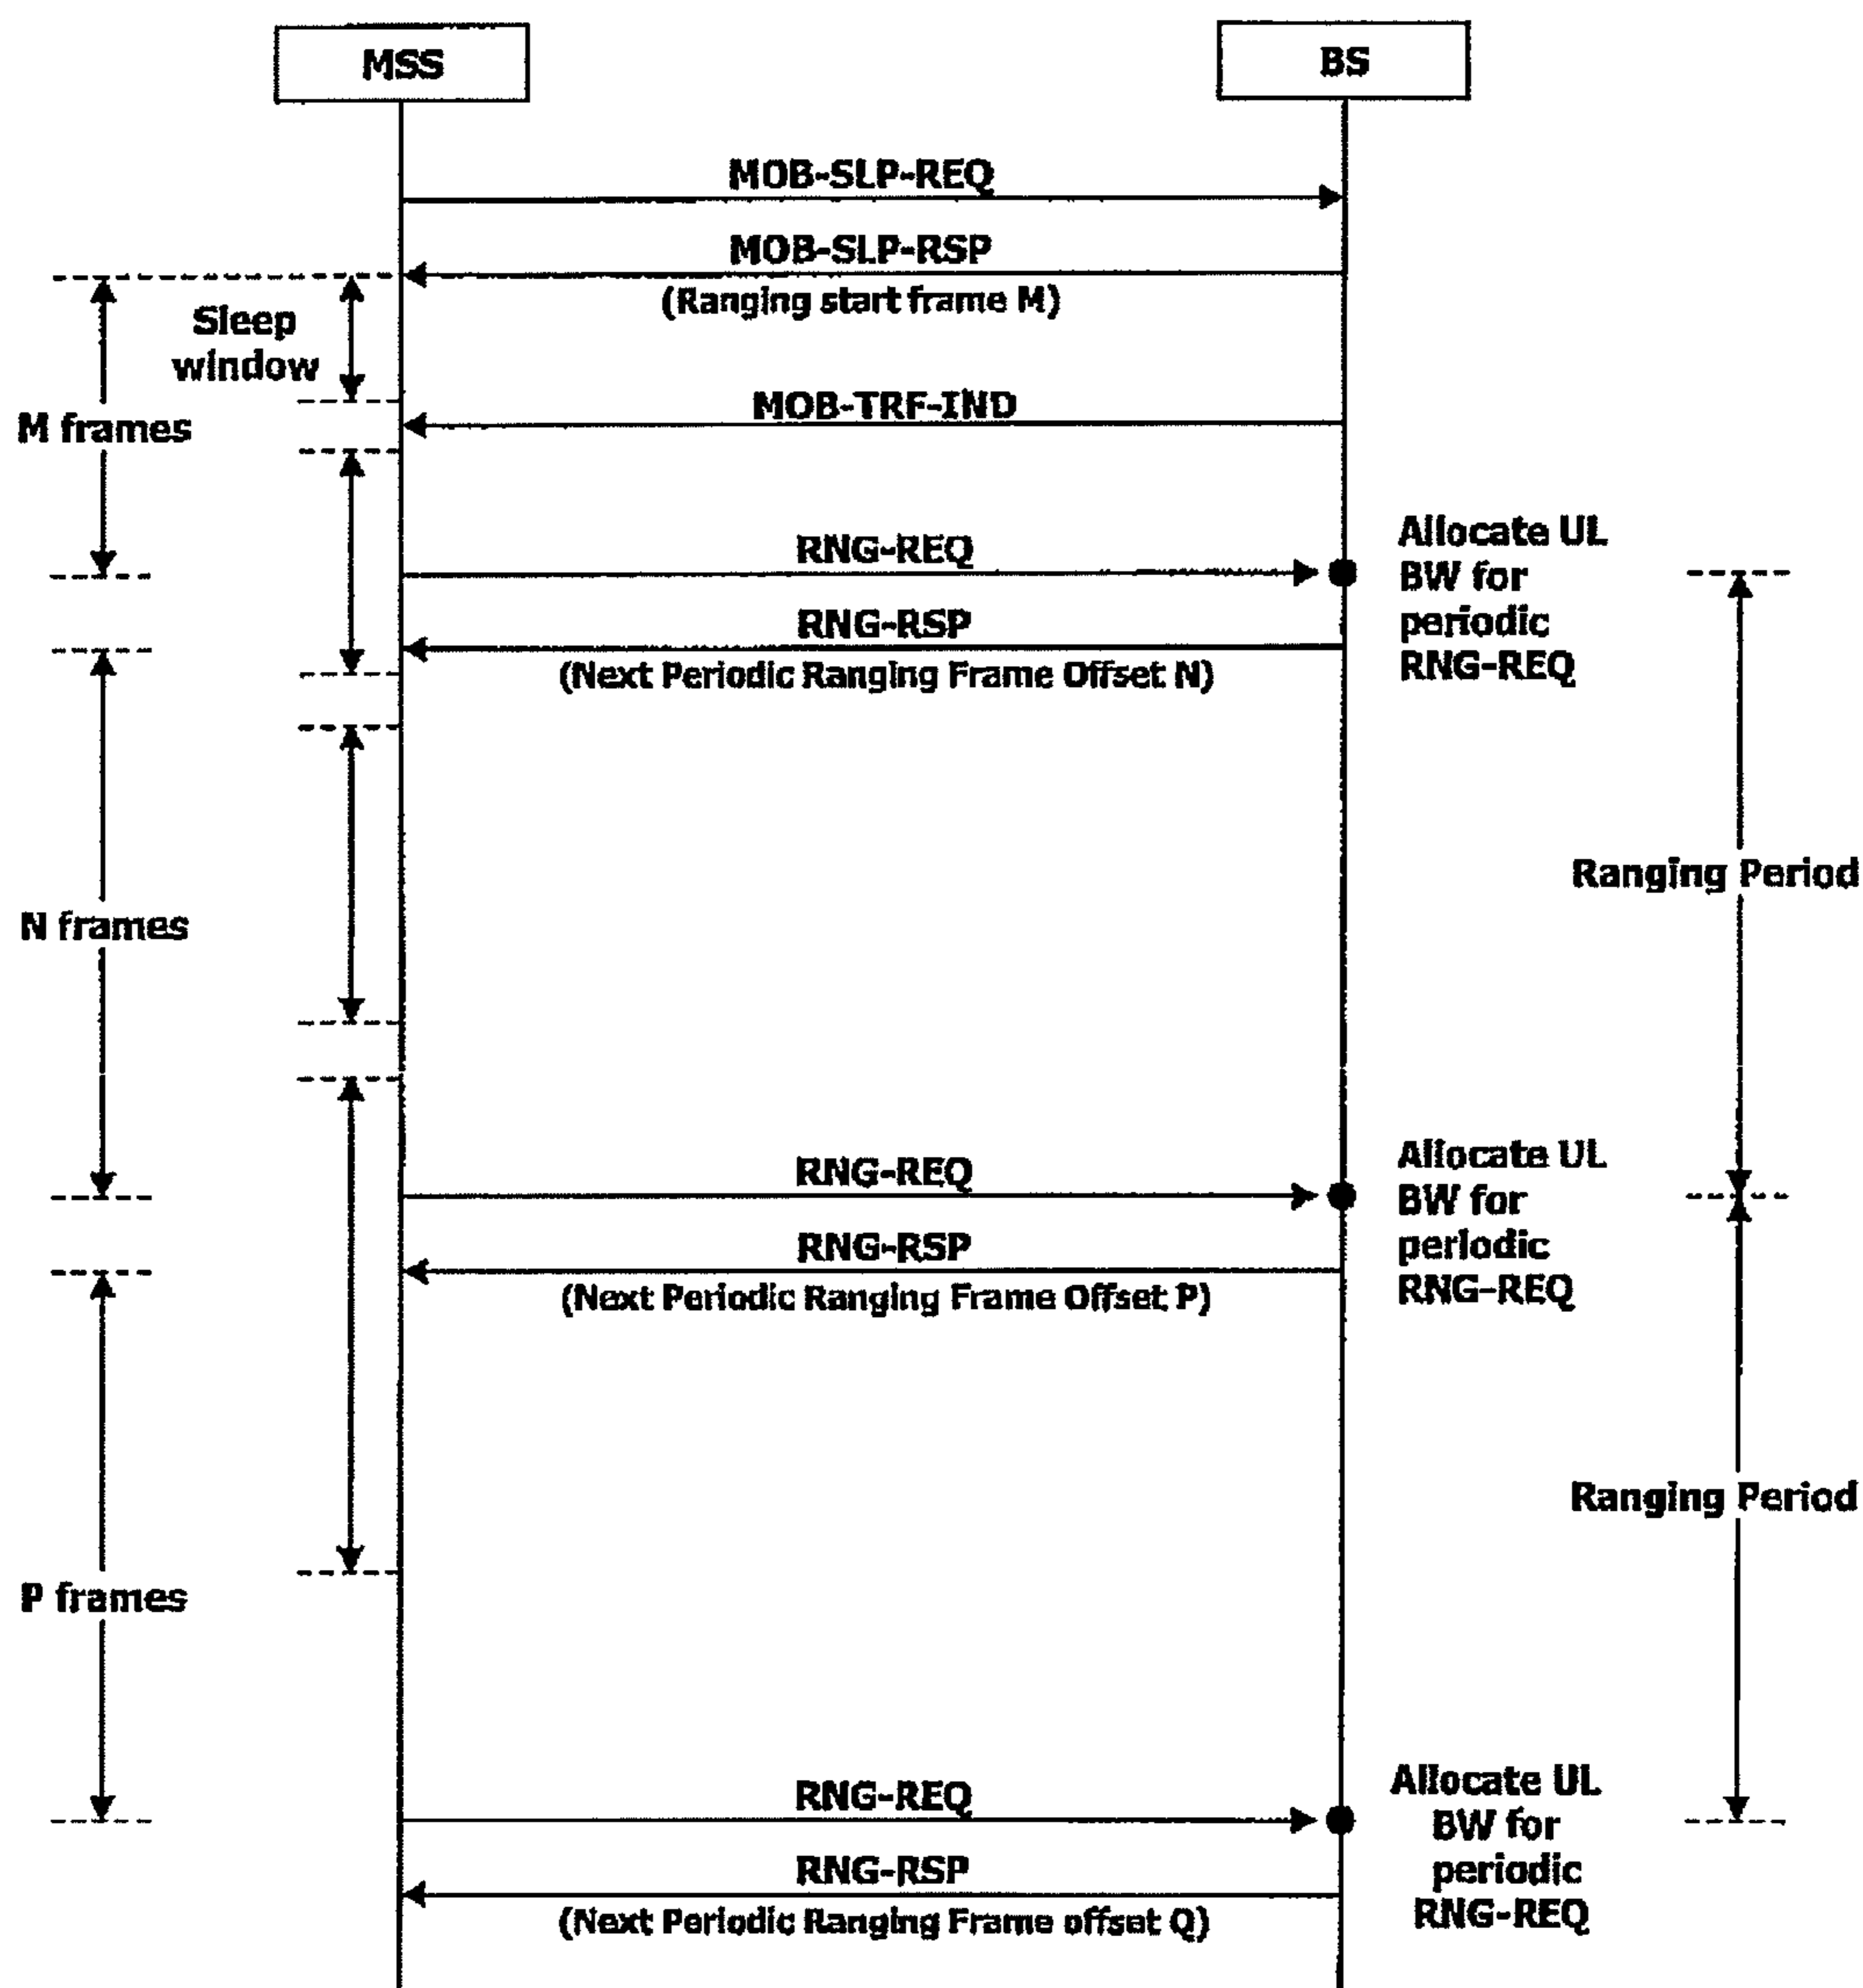 MSS
BS
MOB-SLP-REQ
MOB-SLP-RSP
(Ranging start frame M)
Sleep
window
M frames
MOB-TRF-IND
RNG-REQ
Allocate UL
BW for
periodic
RNG-REQ
RNG-RSP
(Next Periodic Ranging Frame Offset N)
Ranging Period
N frames
RNG-REQ
Allocate UL
BW for
periodic
RNG-REQ
RNG-RSP
(Next Periodic Ranging Frame Offset P)
Ranging Period
P frames
RNG-REQ
Allocate UL
BW for
periodic
RNG-REQ
RNG-RSP
(Next Periodic Ranging Frame offset Q)